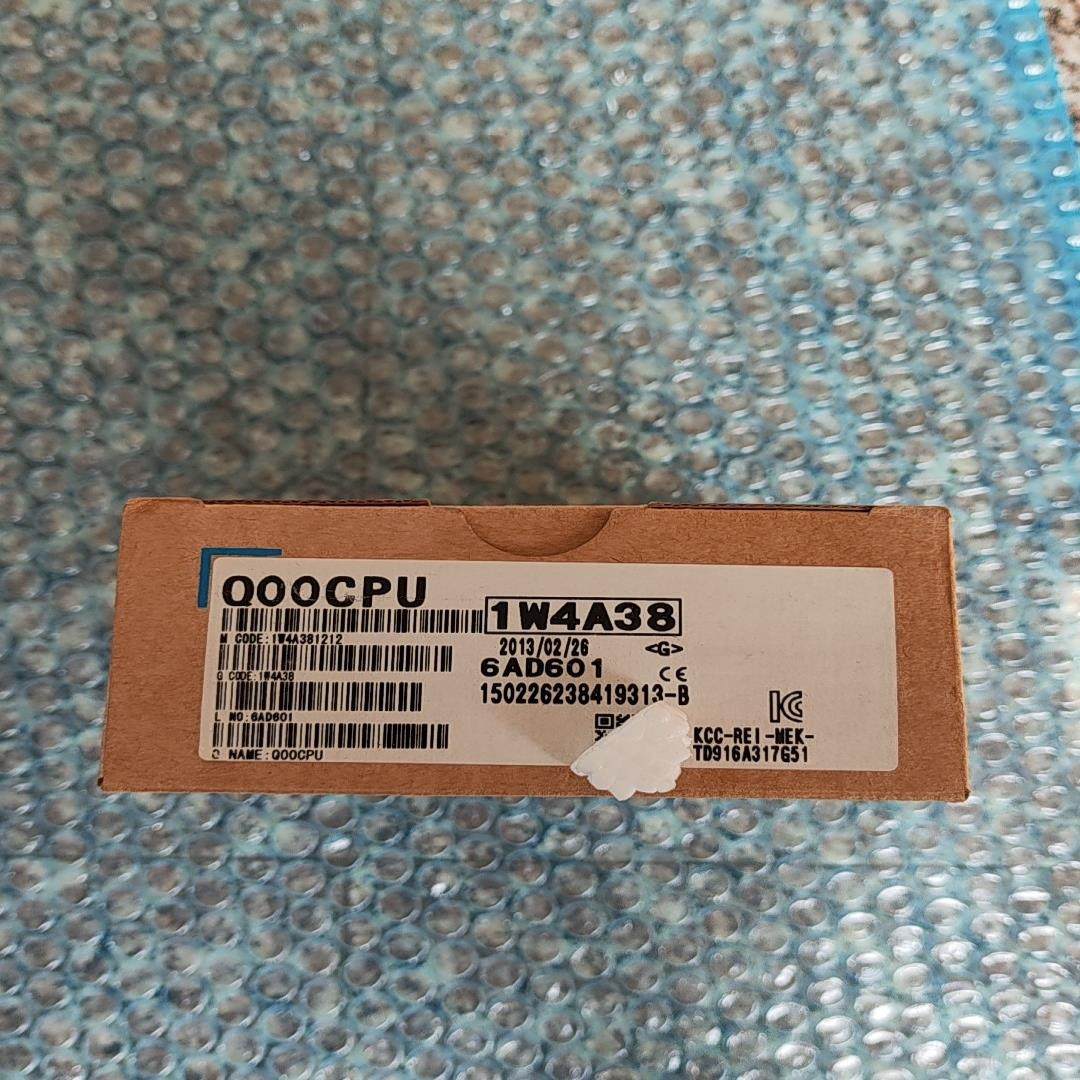 Q00CPU
1W4A38
M CODE:1W4A381212
2013/02/26 <G>
G CODE:1W4A38
6AD601 CE
150226238419313-B
L NO:6AD601
KCC-REI-MEK-
TD916A317G51
NAME:Q00CPU